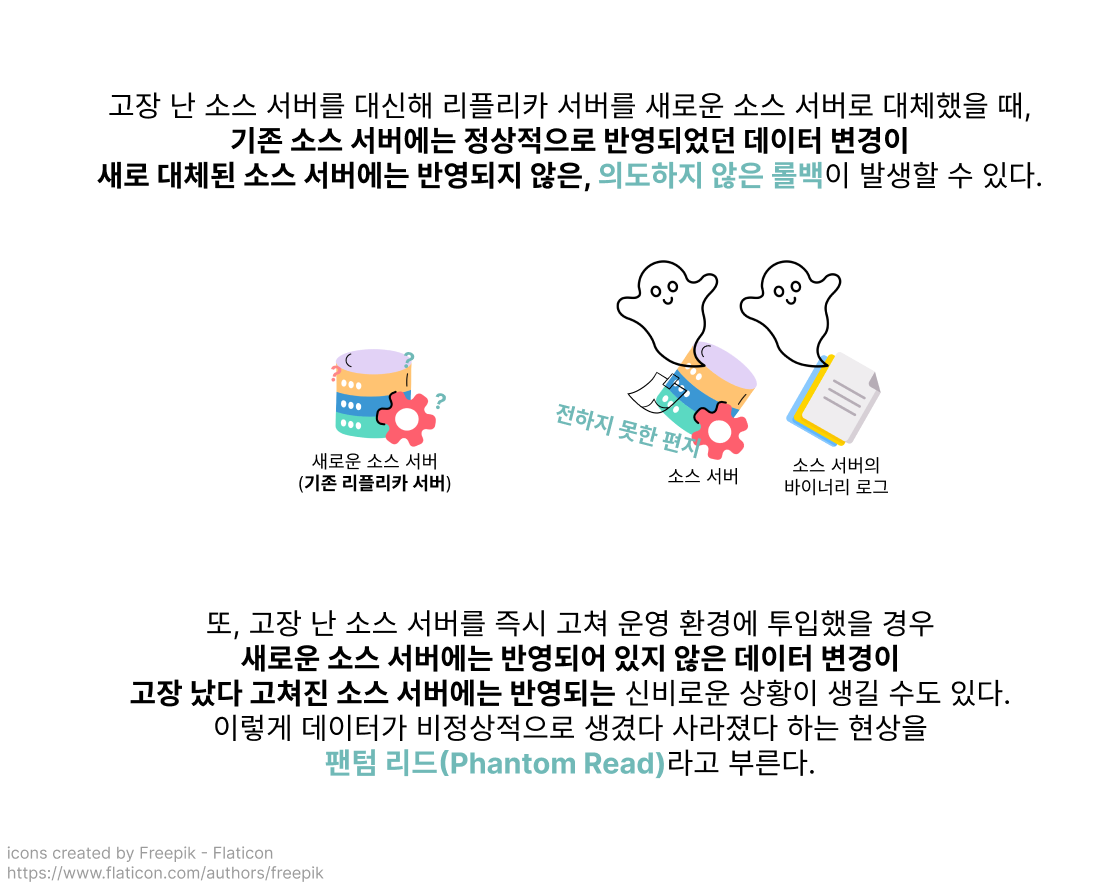 고장 난 소스 서버를 대신해 리플리카 서버를 새로운 소스 서버로 대체했을 때,
기존 소스 서버에는 정상적으로 반영되었던 데이터 변경이
새로 대체된 소스 서버에는 반영되지 않은, 의도하지 않은 롤백이 발생할 수 있다.
?
?
?
전하지 못한 편지
새로운 소스 서버
(기존 리플리카 서버)
소스 서버
소스 서버의
바이너리 로그
또, 고장 난 소스 서버를 즉시 고쳐 운영 환경에 투입했을 경우
새로운 소스 서버에는 반영되어 있지 않은 데이터 변경이
고장 났다 고쳐진 소스 서버에는 반영되는 신비로운 상황이 생길 수도 있다.
이렇게 데이터가 비정상적으로 생겼다 사라졌다 하는 현상을
팬텀 리드(Phantom Read)라고 부른다.
icons created by Freepik - Flaticon
https://www.flaticon.com/authors/freepik